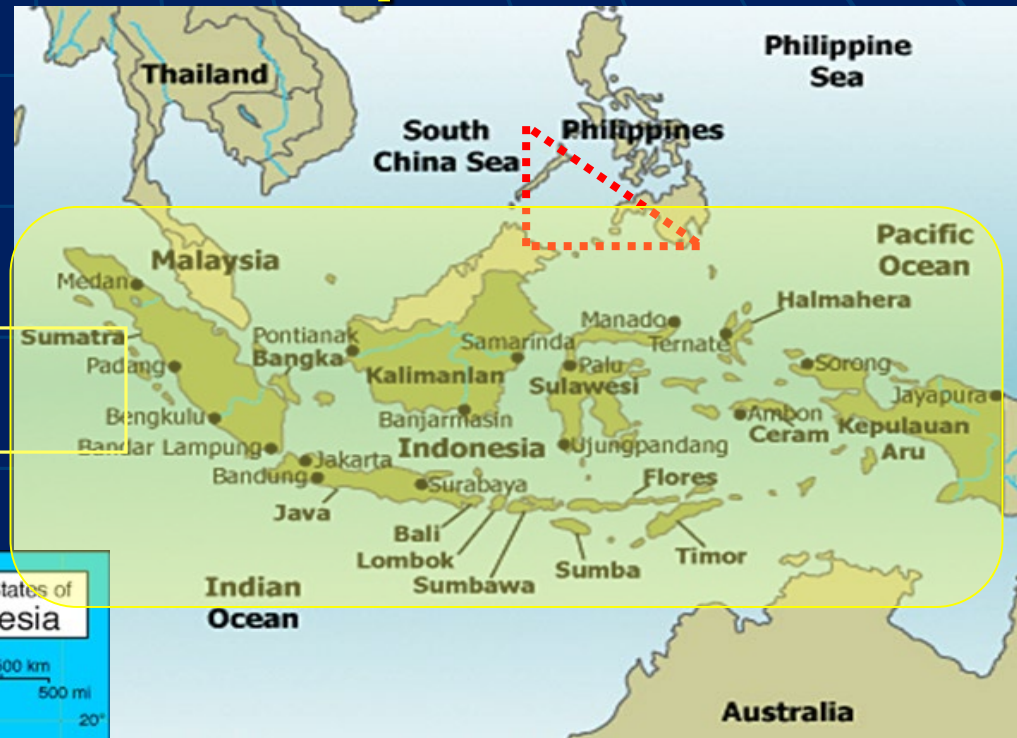 Philippine
Sea
Thailand
South
China Sea
Philippines
Pacific
Ocean
Malaysia
Medan
Halmahera
Sumatra
Pontianak
Manado
Ternate
Bangka
Samarinda
Padang
Palu
Sorong
Kalimanlan
Sulawesi
Jayapura
Bengkulu
Banjarmasin
Ambon
Ceram
Kepulauan
Aru
Bandar Lampung
Indonesia
Ujungpandang
Jakarta
Bandung
Surabaya
Flores
Java
Bali
Lombok
Sumbawa
Sumba
Timor
Indian
Ocean
States of
esia
500 km
500 mi
20°
Australia